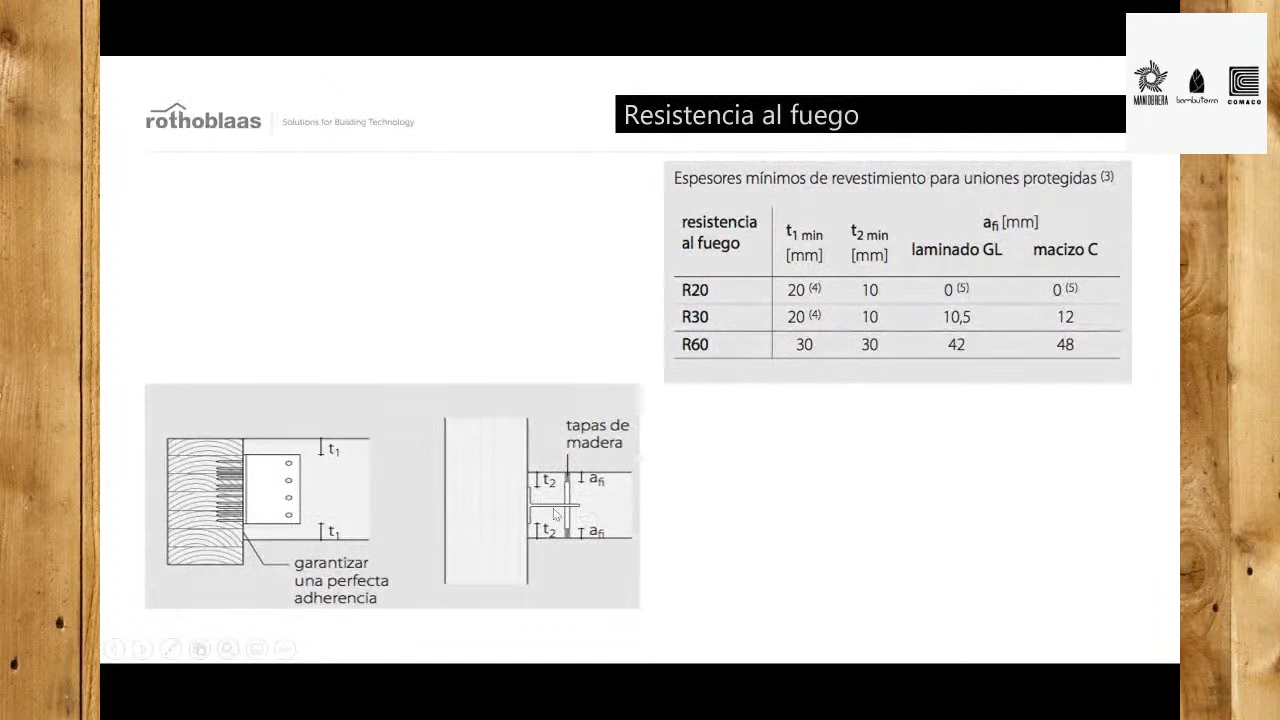 rothoblaas
Solutions for Building Technology
Resistencia al fuego
MANIOBRERA
bambuterra
COMACO
Espesores mínimos de revestimiento para uniones protegidas (3)
resistencia al fuego t1 min [mm] t2 min [mm] afi [mm]
laminado GL macizo C
R20 20 (4) 10 0 (5) 0 (5)
R30 20 (4) 10 10,5 12
R60 30 30 42 48
t1
t1
garantizar
una perfecta
adherencia
tapas de
madera
t2 afi
t2 afi